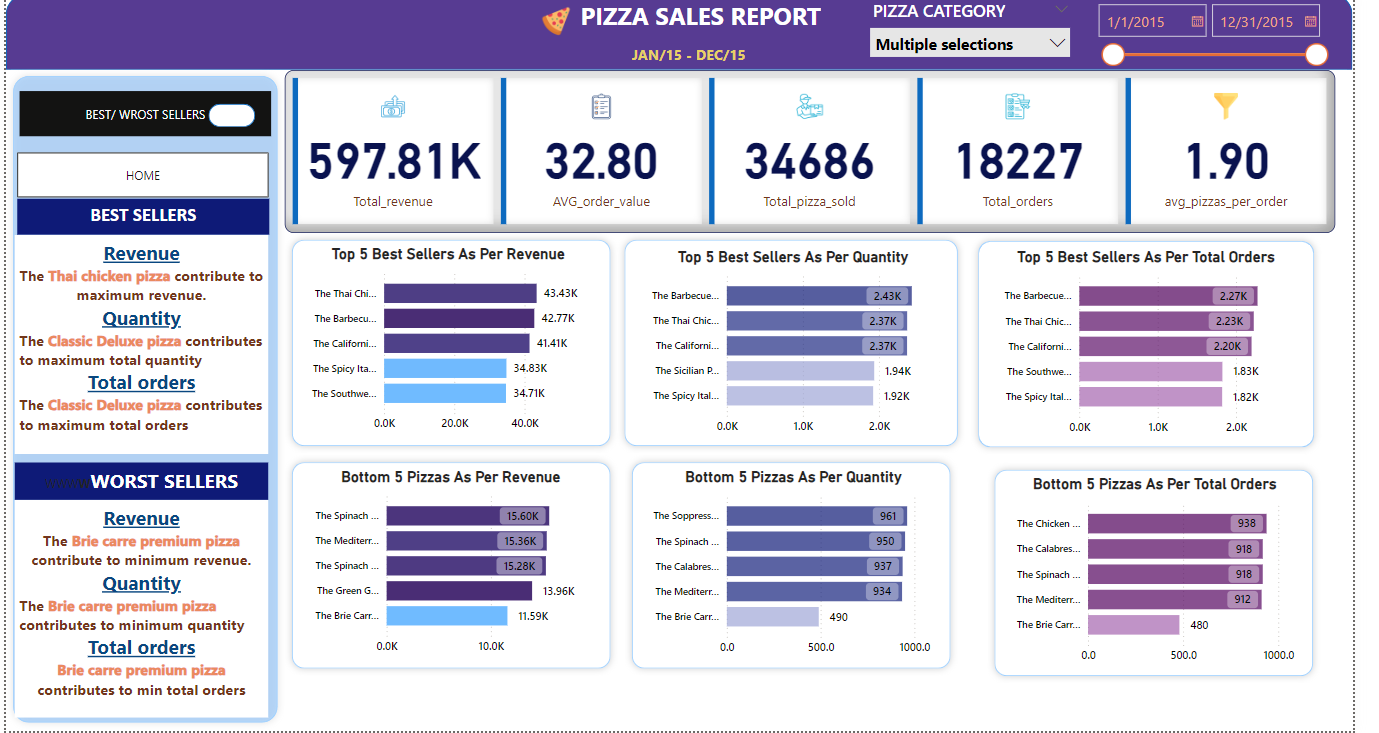 PIZZA SALES REPORT
JAN/15 - DEC/15
PIZZA CATEGORY
Multiple selections
1/1/2015
12/31/2015
BEST/ WROST SELLERS
HOME
BEST SELLERS
Revenue
The Thai chicken pizza contribute to
maximum revenue.
Quantity
The Classic Deluxe pizza contributes
to maximum total quantity
Total orders
The Classic Deluxe pizza contributes
to maximum total orders
WORST SELLERS
Revenue
The Brie carre premium pizza
contribute to minimum revenue.
Quantity
The Brie carre premium pizza
contributes to minimum quantity
Total orders
Brie carre premium pizza
contributes to min total orders
597.81K
Total_revenue
32.80
AVG_order_value
34686
Total_pizza_sold
18227
Total_orders
1.90
avg_pizzas_per_order
Top 5 Best Sellers As Per Revenue
The Thai Chi... 43.43K
The Barbecu... 42.77K
The Californi... 41.41K
The Spicy Ita... 34.83K
The Southwe... 34.71K
0.0K 20.0K 40.0K
Top 5 Best Sellers As Per Quantity
The Barbecue... 2.43K
The Thai Chic... 2.37K
The Californi... 2.37K
The Sicilian P... 1.94K
The Spicy Ital... 1.92K
0.0K 1.0K 2.0K
Top 5 Best Sellers As Per Total Orders
The Barbecue... 2.27K
The Thai Chic... 2.23K
The Californi... 2.20K
The Southwe... 1.83K
The Spicy Ital... 1.82K
0.0K 1.0K 2.0K
Bottom 5 Pizzas As Per Revenue
The Spinach ... 15.60K
The Mediterr... 15.36K
The Spinach ... 15.28K
The Green G... 13.96K
The Brie Carr... 11.59K
0.0K 10.0K
Bottom 5 Pizzas As Per Quantity
The Soppress... 961
The Spinach ... 950
The Calabres... 937
The Mediterr... 934
The Brie Carr... 490
0.0 500.0 1000.0
Bottom 5 Pizzas As Per Total Orders
The Chicken ... 938
The Calabres... 918
The Spinach ... 918
The Mediterr... 912
The Brie Carr... 480
0.0 500.0 1000.0